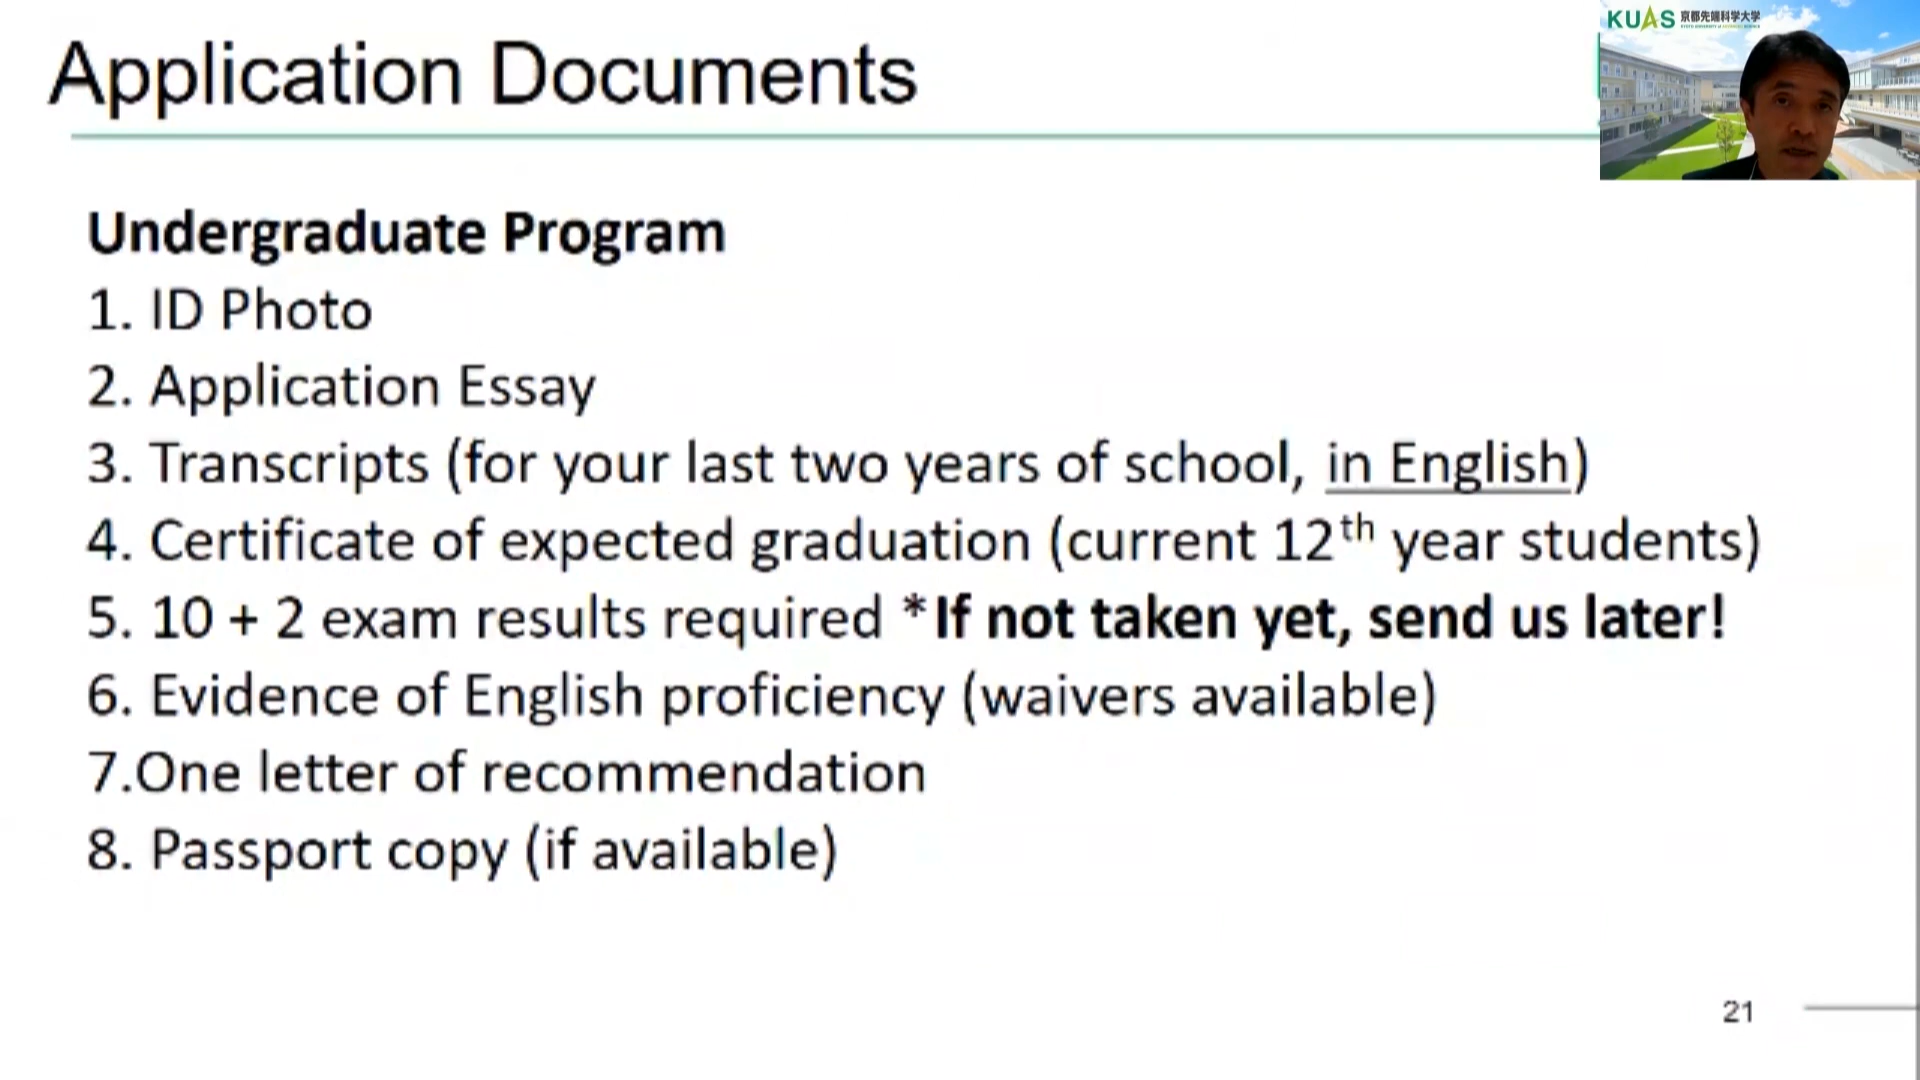 Application Documents
KUAS 京都先端科学大学
Undergraduate Program
1. ID Photo
2. Application Essay
3. Transcripts (for your last two years of school, in English)
4. Certificate of expected graduation (current 12th year students)
5. 10 + 2 exam results required *If not taken yet, send us later!
6. Evidence of English proficiency (waivers available)
7.One letter of recommendation
8. Passport copy (if available)
21